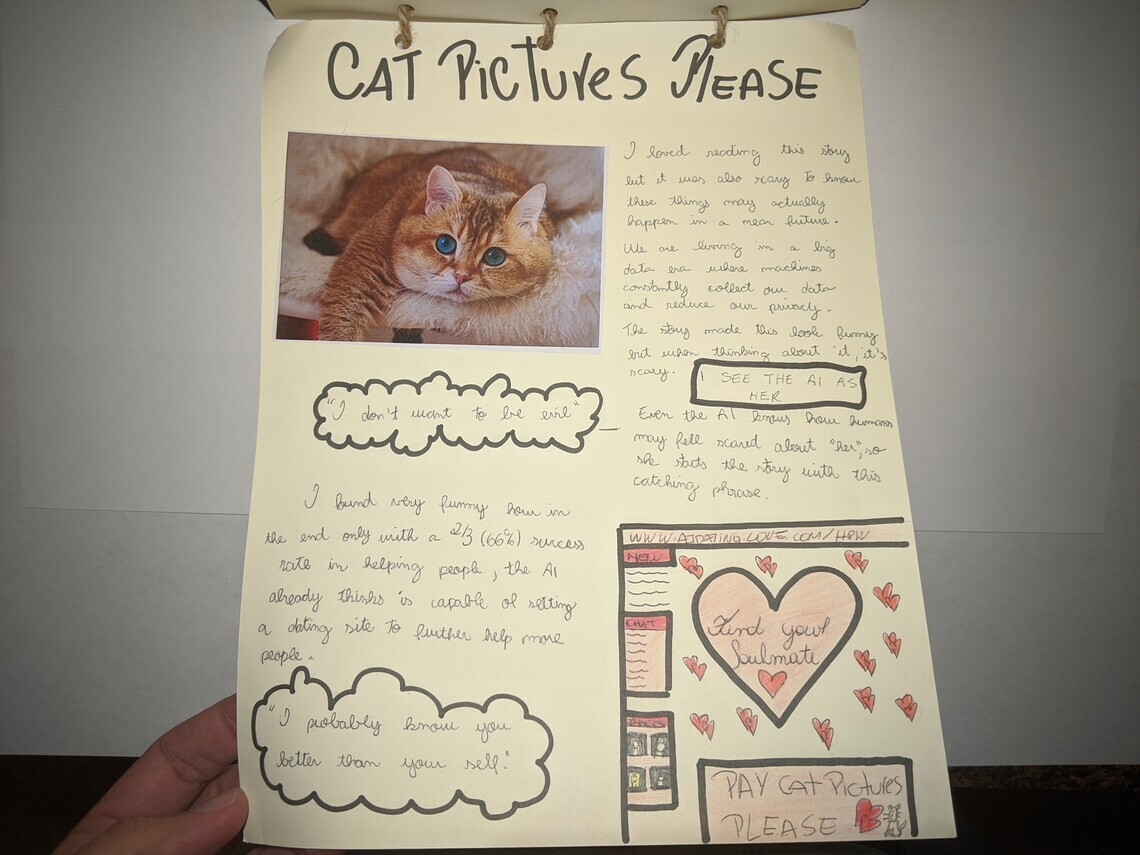 CAT PICTURES PLEASE
I loved reading this story
but it was also scary to know
these things may actually
happen in a near future.
We are living in a big
data era where machines
constantly collect our data
and reduce our privacy.
The story made this look funny
but when thinking about it, it's
scary.
I SEE THE AI AS
HER
Even the AI knows how humans
may fell scared about "her", so
she starts the story with this
catching phrase.
"I don't want to be evil"
I found very funny how in
the end only with a 2/3 (66%) success
rate in helping people, the AI
already thinks is capable of setting
a dating site to further help more
people.
"I probably know you
better than your self."
WWW.AIDATING.LOVE.COM/HPW
NEW
CHAT
Find your
Soulmate
PAY CAT PICTURES
PLEASE